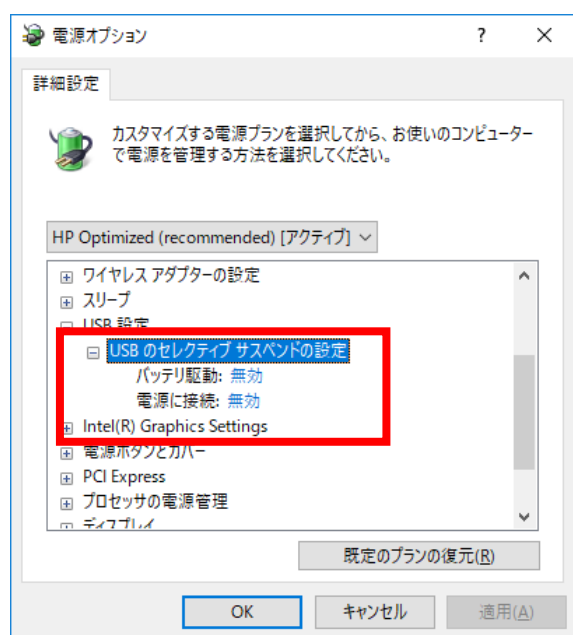 電源オプション
?
詳細設定
カスタマイズする電源プランを選択してから、お使いのコンピューター
で電源を管理する方法を選択してください。
HP Optimized (recommended) [アクティブ]
ワイヤレス アダプターの設定
スリープ
USB 設定
USB のセレクティブ サスペンドの設定
バッテリ駆動: 無効
電源に接続: 無効
Intel(R) Graphics Settings
電源ボタンとカバー
PCI Express
プロセッサの電源管理
ディスプレイ
既定のプランの復元(R)
OK
キャンセル
適用(A)